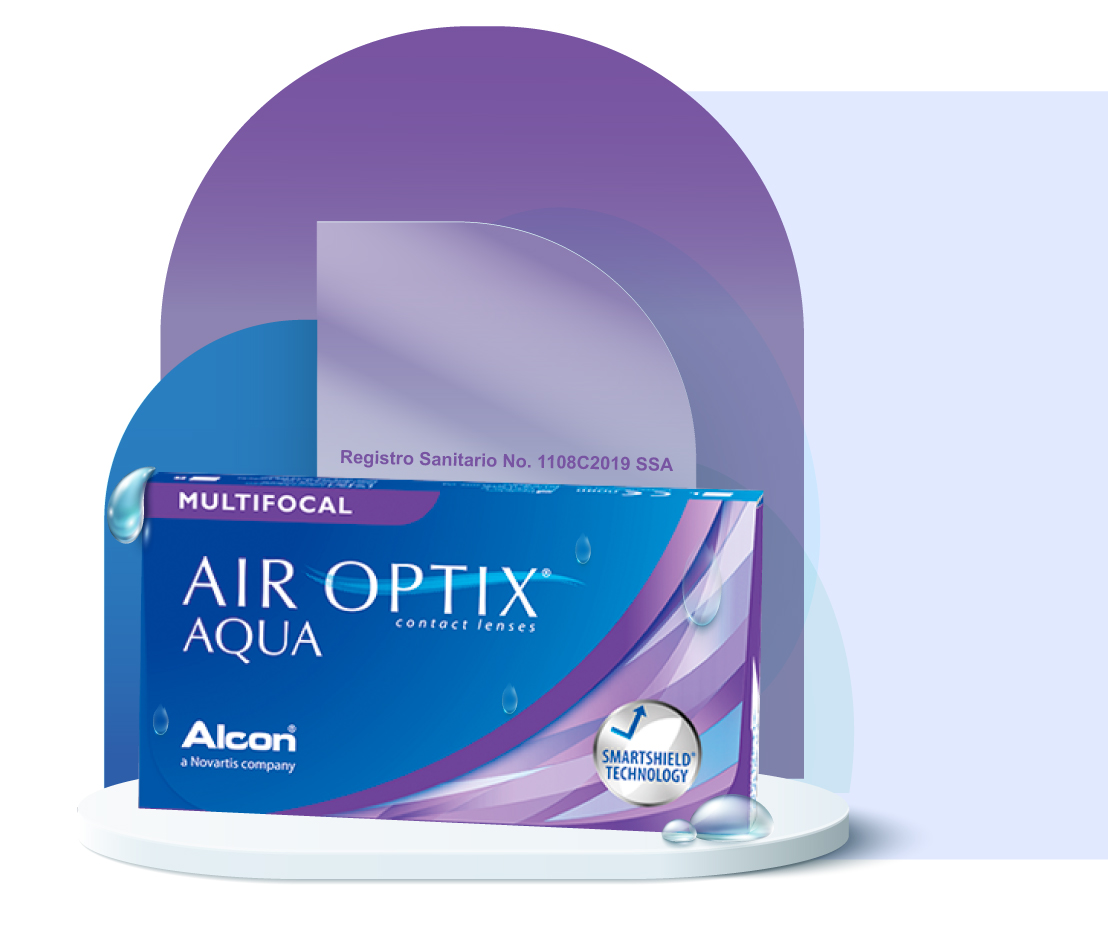 Registro Sanitario No. 1108C2019 SSA
MULTIFOCAL
AIR OPTIX®
contact lenses
AQUA
Alcon®
a Novartis company
SMARTSHIELD®
TECHNOLOGY